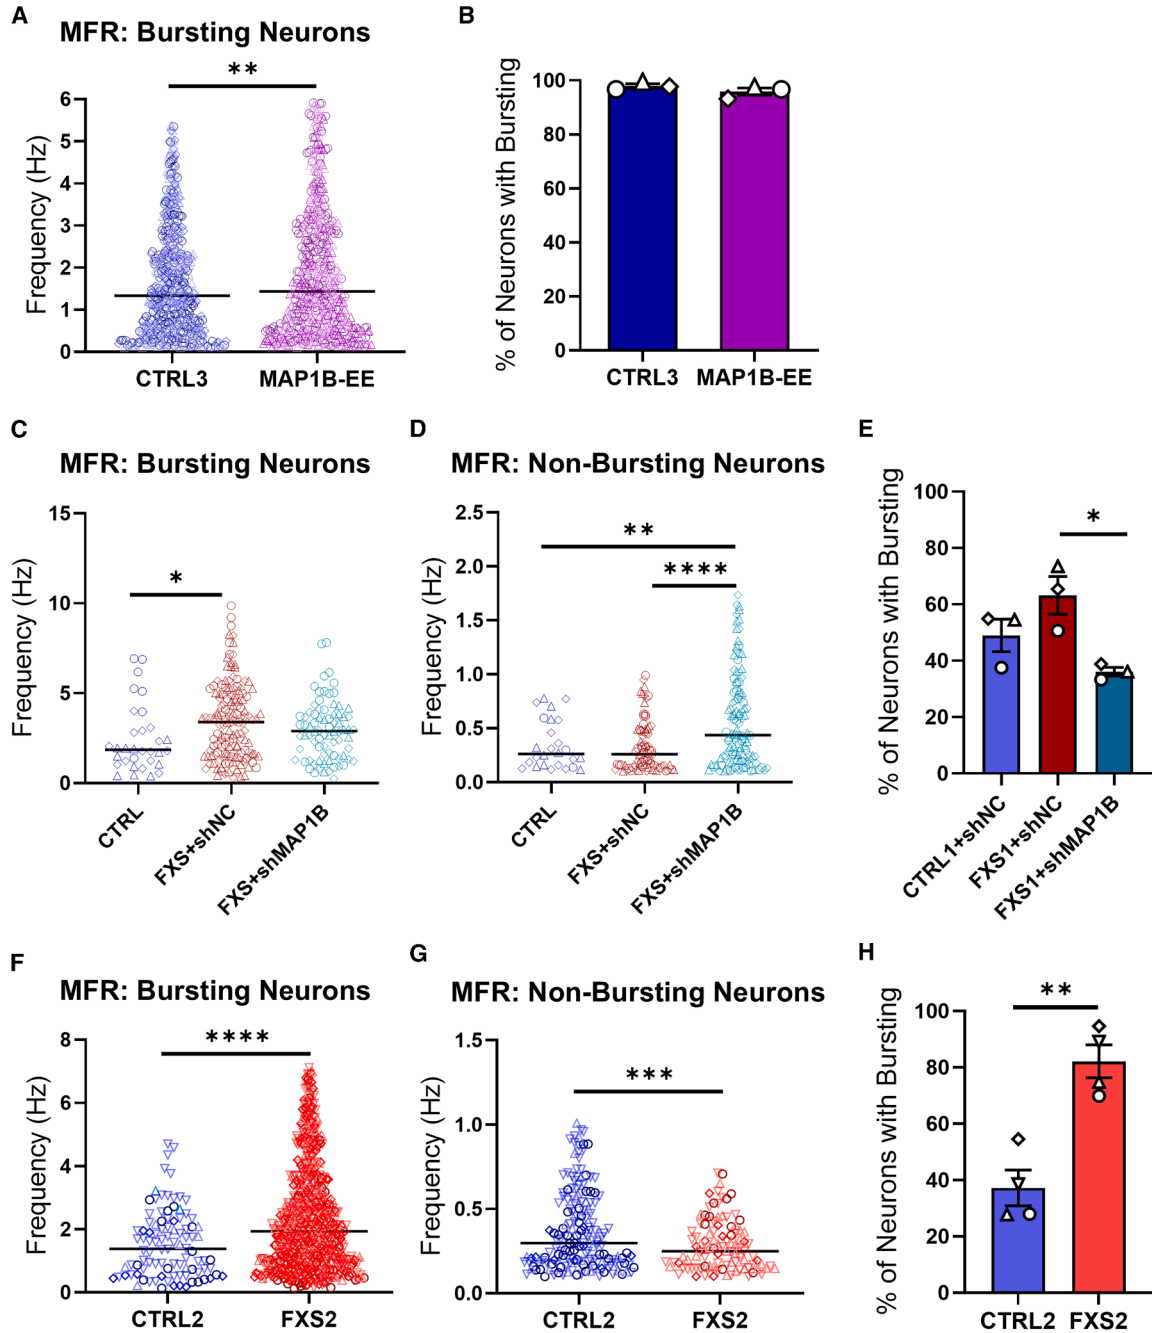 A
MFR: Bursting Neurons
**
Frequency (Hz)
6
5
4
3
2
1
0
CTRL3
MAP1B-EE
B
% of Neurons with Bursting
100
80
60
40
20
0
CTRL3
MAP1B-EE
C
MFR: Bursting Neurons
*
Frequency (Hz)
15
10
5
0
CTRL
FXS+shNC
FXS+shMAP1B
D
MFR: Non-Bursting Neurons
**
****
Frequency (Hz)
2.5
2.0
1.5
1.0
0.5
0.0
CTRL
FXS+shNC
FXS+shMAP1B
E
% of Neurons with Bursting
*
100
80
60
40
20
0
CTRL1+shNC
FXS1+shNC
FXS1+shMAP1B
F
MFR: Bursting Neurons
****
Frequency (Hz)
8
6
4
2
0
CTRL2
FXS2
G
MFR: Non-Bursting Neurons
***
Frequency (Hz)
1.5
1.0
0.5
0.0
CTRL2
FXS2
H
% of Neurons with Bursting
**
100
80
60
40
20
0
CTRL2
FXS2